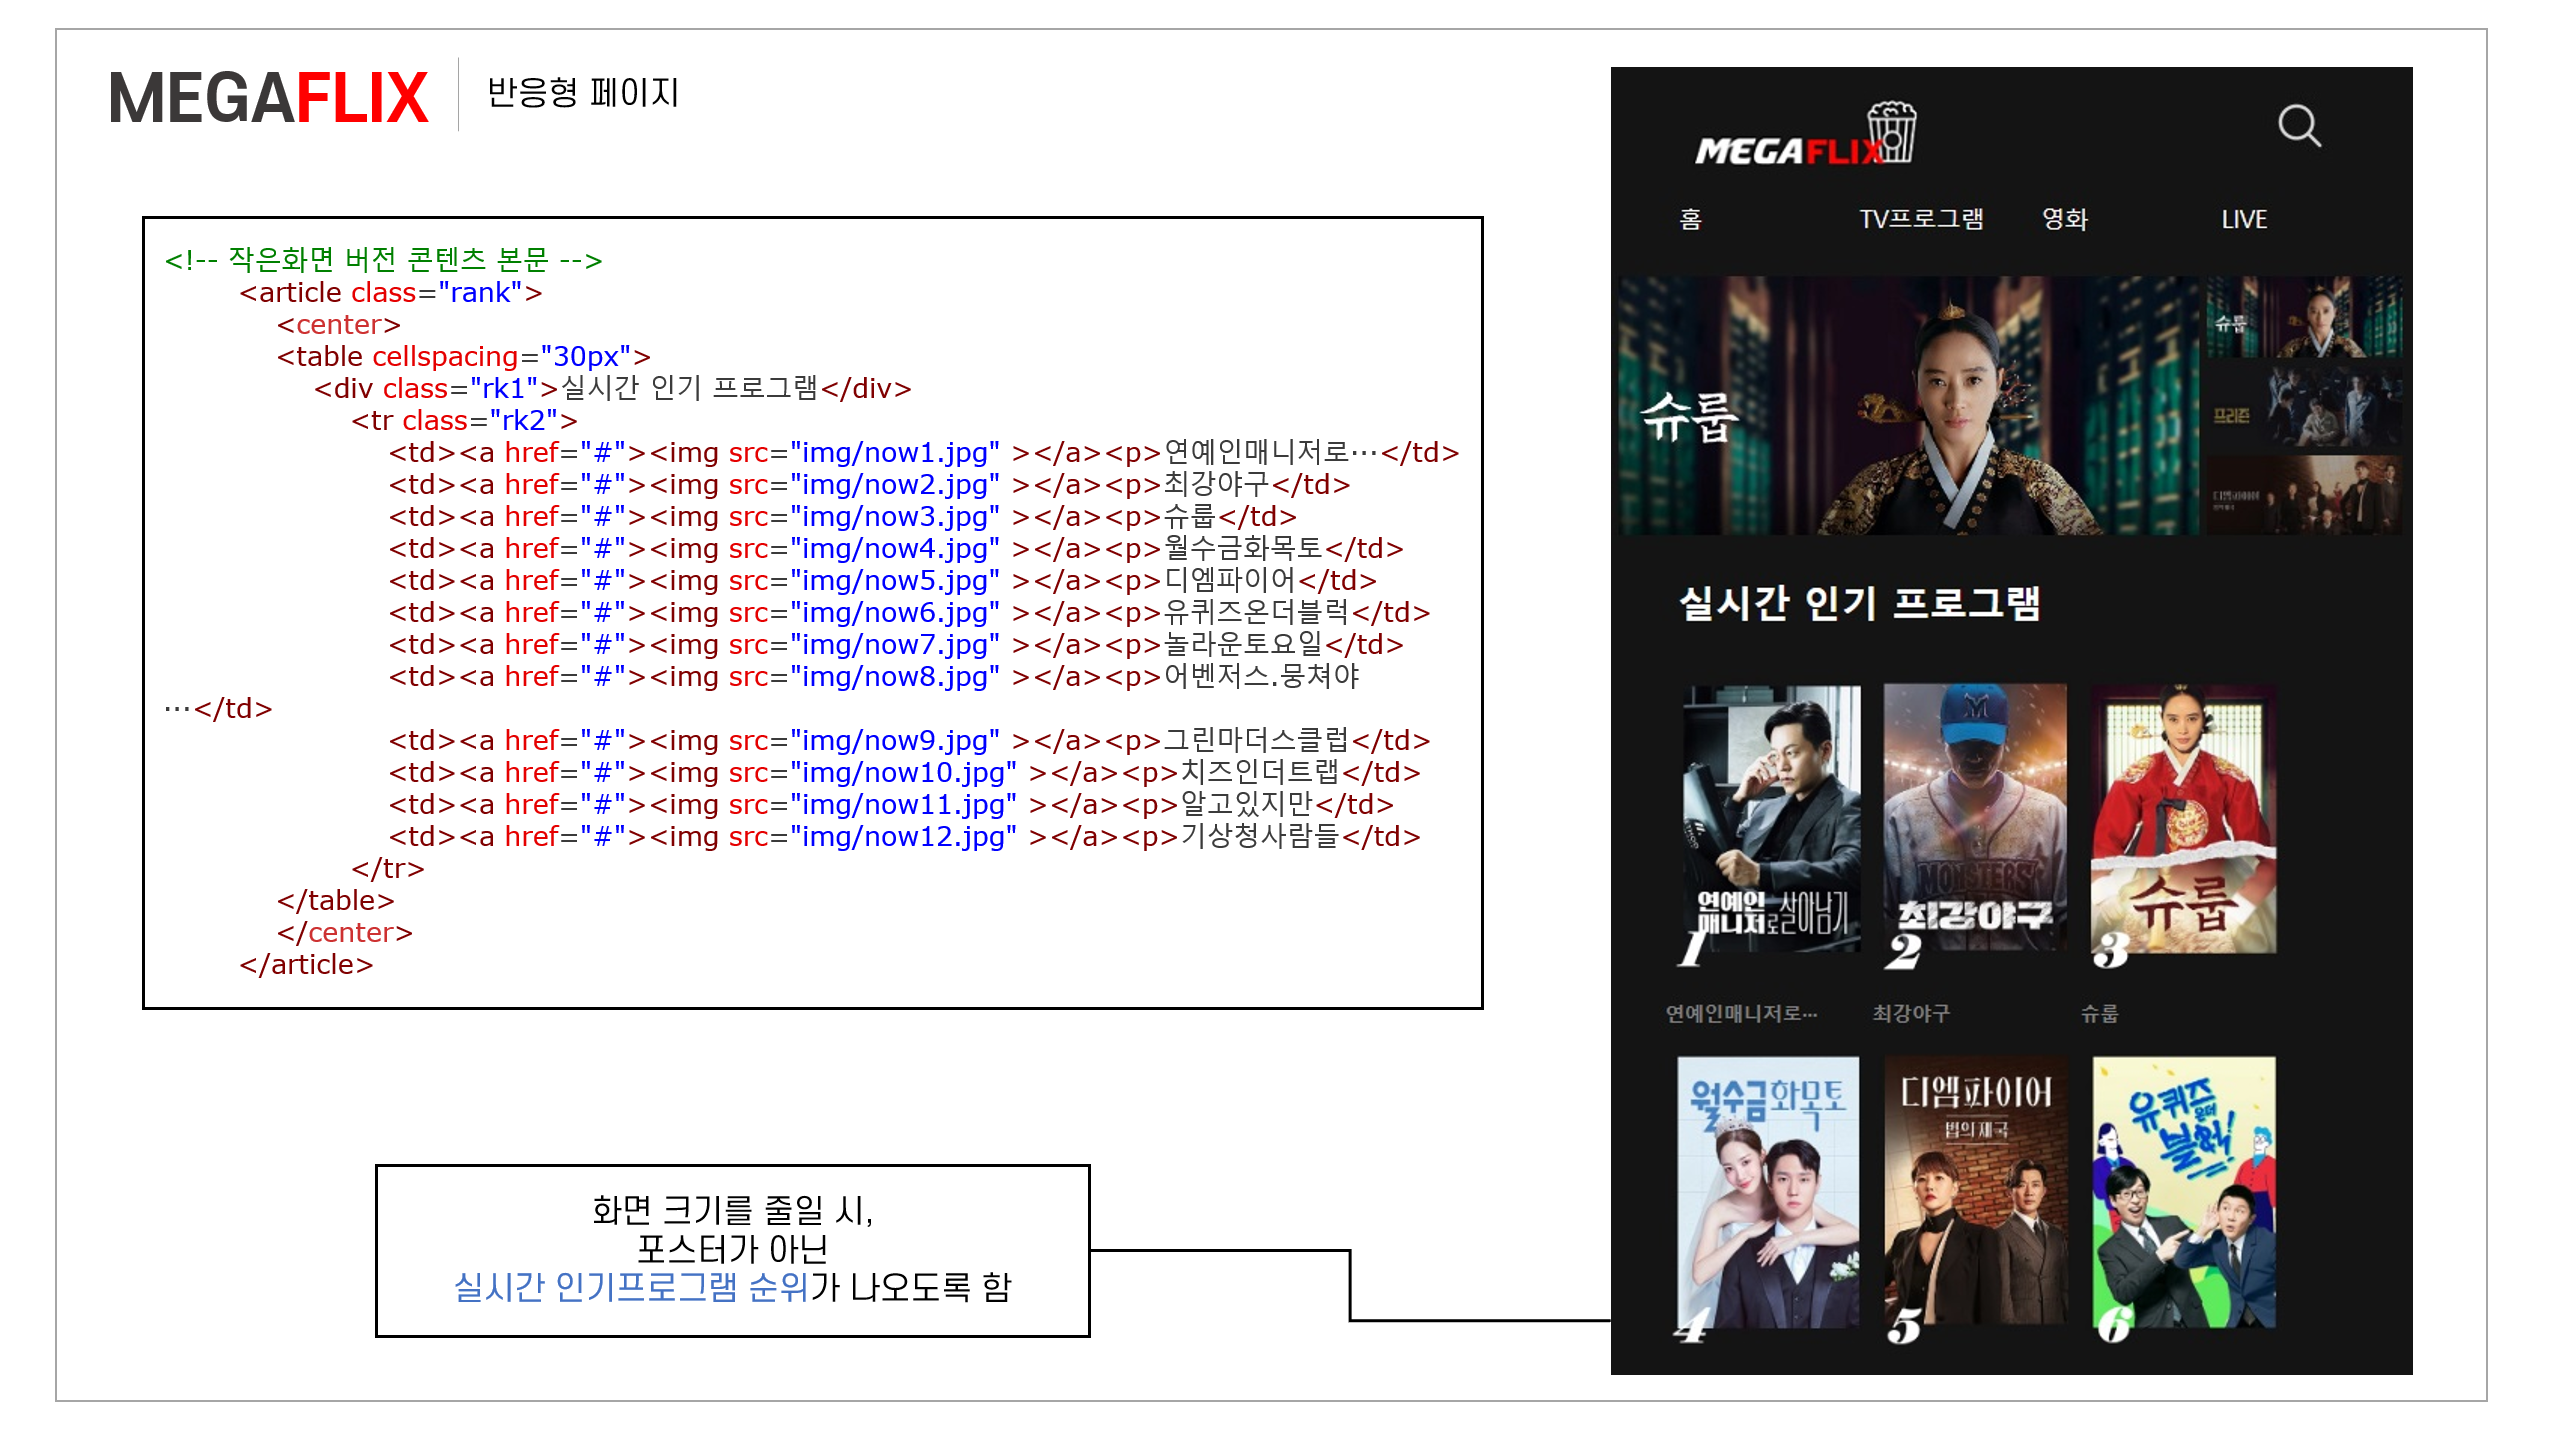 MEGAFLIX
반응형 페이지
<!-- 작은화면 버전 콘텐츠 본문 -->
<article class="rank">
<center>
<table cellspacing="30px">
<div class="rk1">실시간 인기 프로그램</div>
<tr class="rk2">
<td><a href="#"><img src="img/now1.jpg" ></a><p>연예인매니저로…</td>
<td><a href="#"><img src="img/now2.jpg" ></a><p>최강야구</td>
<td><a href="#"><img src="img/now3.jpg" ></a><p>슈룹</td>
<td><a href="#"><img src="img/now4.jpg" ></a><p>월수금화목토</td>
<td><a href="#"><img src="img/now5.jpg" ></a><p>디엠파이어</td>
<td><a href="#"><img src="img/now6.jpg" ></a><p>유퀴즈온더블럭</td>
<td><a href="#"><img src="img/now7.jpg" ></a><p>놀라운토요일</td>
<td><a href="#"><img src="img/now8.jpg" ></a><p>어벤저스.뭉쳐야
…</td>
<td><a href="#"><img src="img/now9.jpg" ></a><p>그린마더스클럽</td>
<td><a href="#"><img src="img/now10.jpg" ></a><p>치즈인더트랩</td>
<td><a href="#"><img src="img/now11.jpg" ></a><p>알고있지만</td>
<td><a href="#"><img src="img/now12.jpg" ></a><p>기상청사람들</td>
</tr>
</table>
</center>
</article>
화면 크기를 줄일 시,
포스터가 아닌
실시간 인기프로그램 순위가 나오도록 함
MEGAFLIX
홈 TV프로그램 영화 LIVE
슈룹
슈룹
프리즌
디엠파이어
실시간 인기 프로그램
연예인
매니저로 살아남기
1
MONSTERS
최강야구
2
슈룹
3
연예인매니저로… 최강야구 슈룹
월수금화목토
4
디엠파이어
법의 제국
5
유퀴즈
온더
블럭!
6